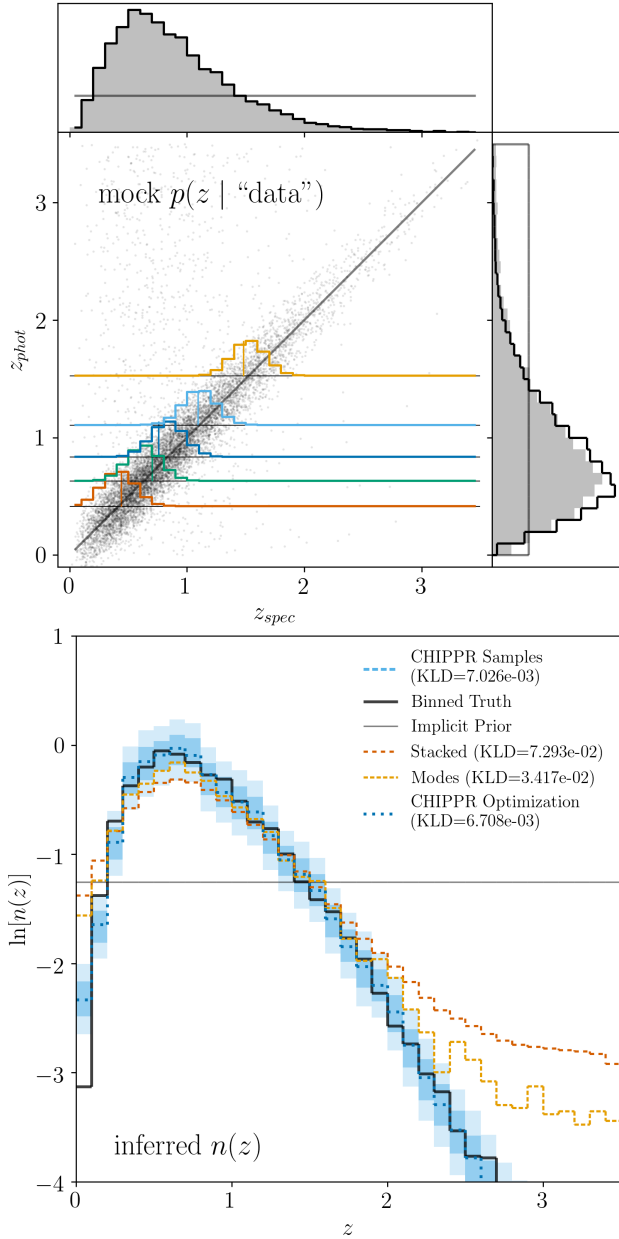 mock p(z | “data”)
3
2
1
0
z_phot
0
1
2
3
z_spec
1
0
−1
−2
−3
−4
ln[n(z)]
CHIPPR Samples
(KLD=7.026e-03)
Binned Truth
Implicit Prior
Stacked (KLD=7.293e-02)
Modes (KLD=3.417e-02)
CHIPPR Optimization
(KLD=6.708e-03)
inferred n(z)
0
1
2
3
z